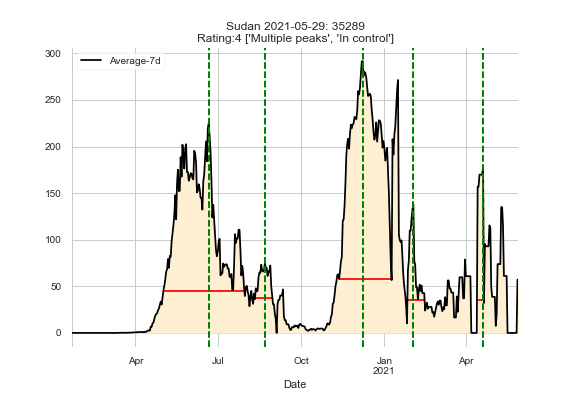 Sudan 2021-05-29: 35289
Rating:4 ['Multiple peaks', 'In control']
Average-7d
300
250
200
150
100
50
0
Apr
Jul
Oct
Jan
2021
Apr
Date